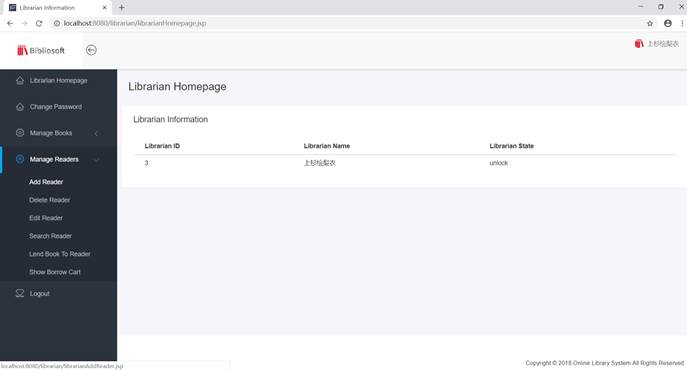 Librarian Information
localhost:8080/librarian/librarianHomepage.jsp
Bibliosoft
上杉绘梨衣
Librarian Homepage
Change Password
Manage Books
Manage Readers
Add Reader
Delete Reader
Edit Reader
Search Reader
Lend Book To Reader
Show Borrow Cart
Logout
Librarian Homepage
Librarian Information
Librarian ID Librarian Name Librarian State
3 上杉绘梨衣 unlock
Copyright © 2018.Online Library System All Rights Reserved.
localhost:8080/librarian/librarianAddReader.jsp